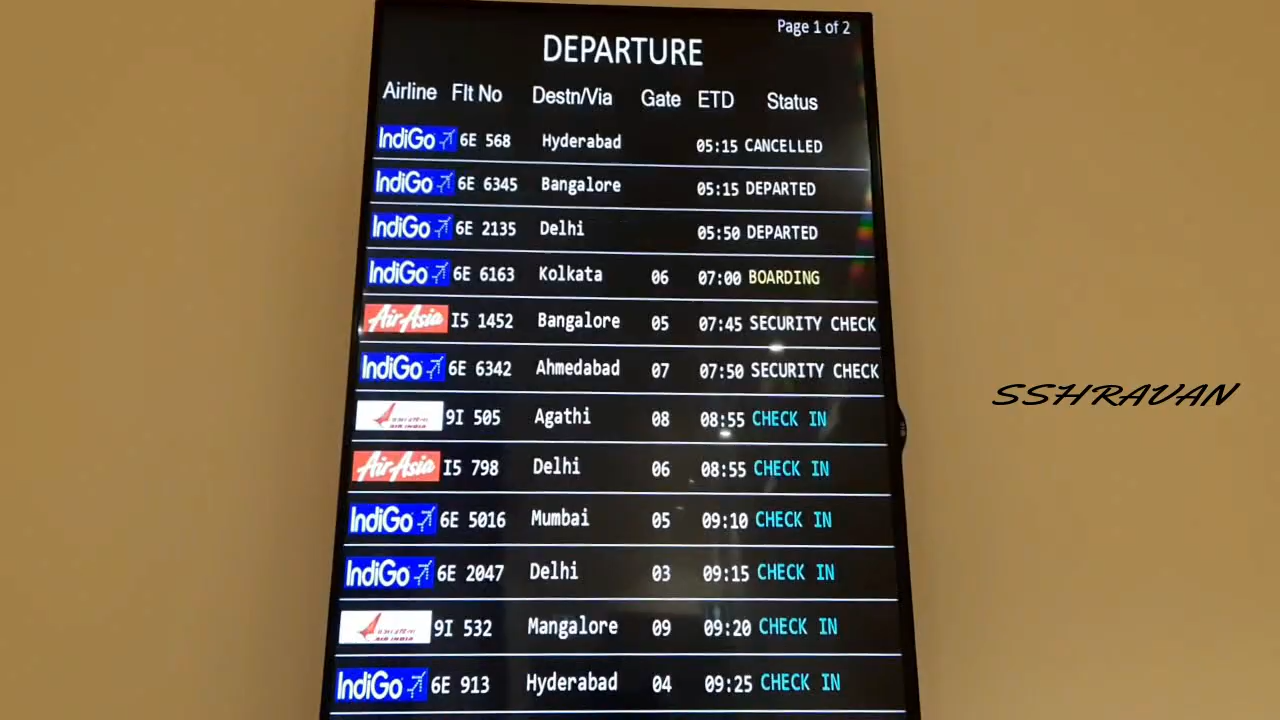 Page 1 of 2
DEPARTURE
Airline Flt No Destn/Via Gate ETD Status
IndiGo 6E 568 Hyderabad 05:15 CANCELLED
IndiGo 6E 6345 Bangalore 05:15 DEPARTED
IndiGo 6E 2135 Delhi 05:50 DEPARTED
IndiGo 6E 6163 Kolkata 06 07:00 BOARDING
AirAsia I5 1452 Bangalore 05 07:45 SECURITY CHECK
IndiGo 6E 6342 Ahmedabad 07 07:50 SECURITY CHECK
AIR INDIA 9I 505 Agathi 08 08:55 CHECK IN
AirAsia I5 798 Delhi 06 08:55 CHECK IN
IndiGo 6E 5016 Mumbai 05 09:10 CHECK IN
IndiGo 6E 2047 Delhi 03 09:15 CHECK IN
AIR INDIA 9I 532 Mangalore 09 09:20 CHECK IN
IndiGo 6E 913 Hyderabad 04 09:25 CHECK IN
SSHRAVAN